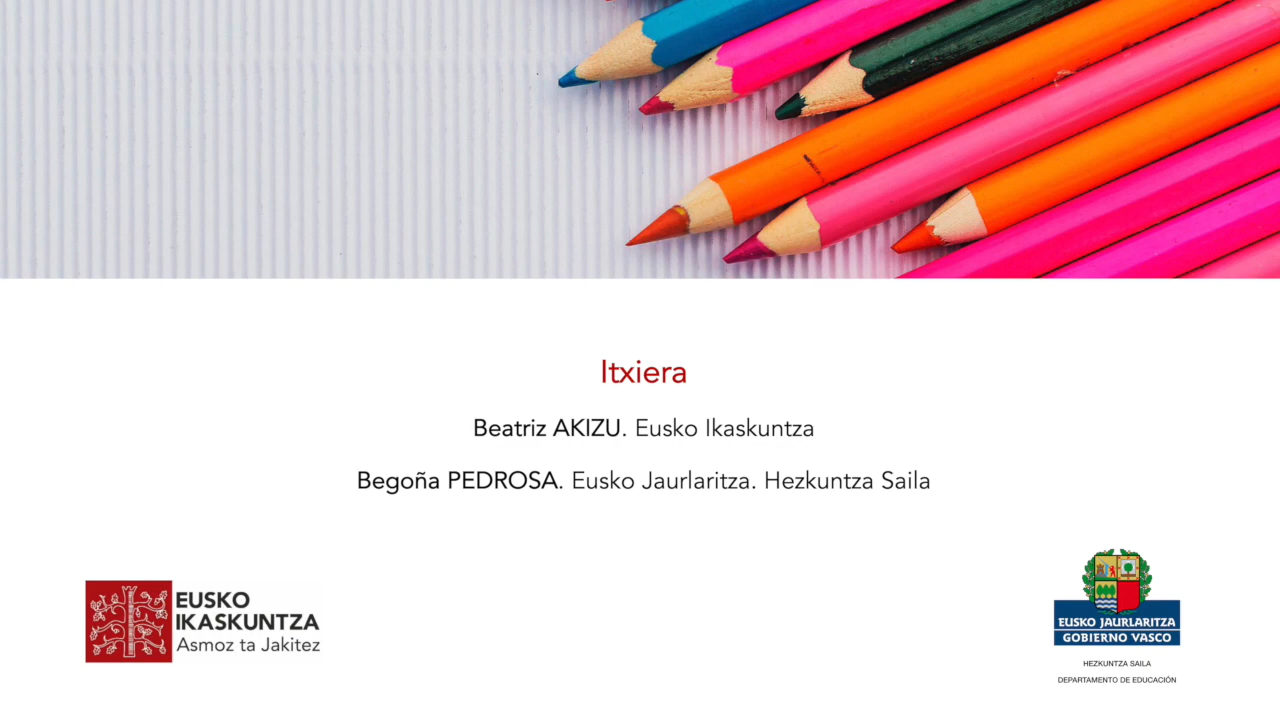 Itxiera
Beatriz AKIZU. Eusko Ikaskuntza
Begoña PEDROSA. Eusko Jaurlaritza. Hezkuntza Saila
EUSKO
IKASKUNTZA
Asmoz ta Jakitez
EUSKO JAURLARITZA
GOBIERNO VASCO
HEZKUNTZA SAILA
DEPARTAMENTO DE EDUCACIÓN